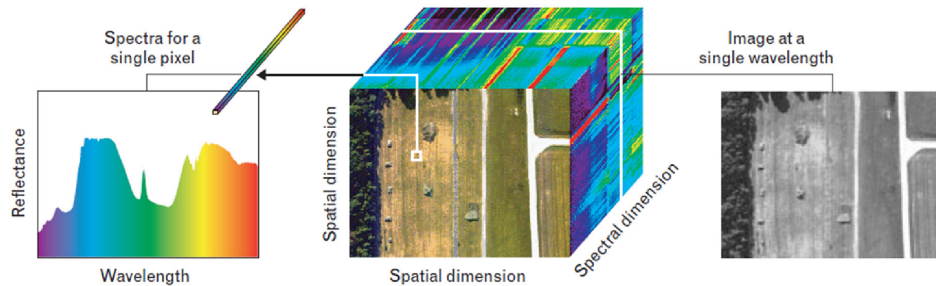 Spectra for a
single pixel
Reflectance
Wavelength
Spatial dimension
Spatial dimension
Spectral dimension
Image at a
single wavelength